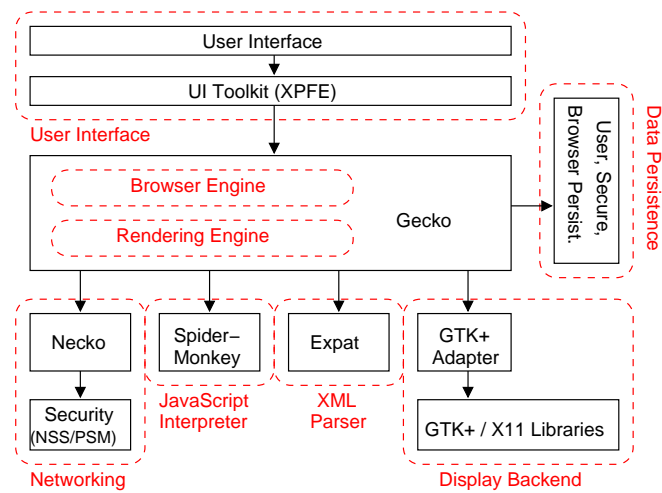 User Interface
UI Toolkit (XPFE)
User Interface
Browser Engine
Rendering Engine
Gecko
User, Secure,
Browser Persist.
Data Persistence
Necko
Spider−
Monkey
Expat
GTK+
Adapter
Security
(NSS/PSM)
JavaScript
Interpreter
XML
Parser
GTK+ / X11 Libraries
Networking
Display Backend